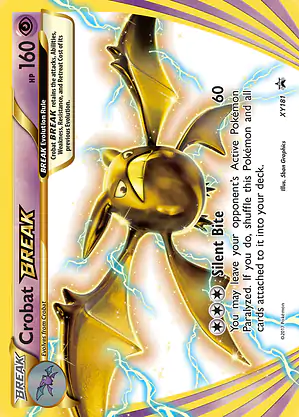 BREAK
Evolves from Crobat
Crobat BREAK
HP 160
BREAK Evolution Rule
Crobat BREAK retains the attacks, Abilities,
Weakness, Resistance, and Retreat Cost of its
previous Evolution.
Silent Bite 60
You may leave your opponent's Active Pokémon
Paralyzed. If you do, shuffle this Pokémon and all
cards attached to it into your deck.
Illus. Shot Graphics
XY181
©2017 Pokémon